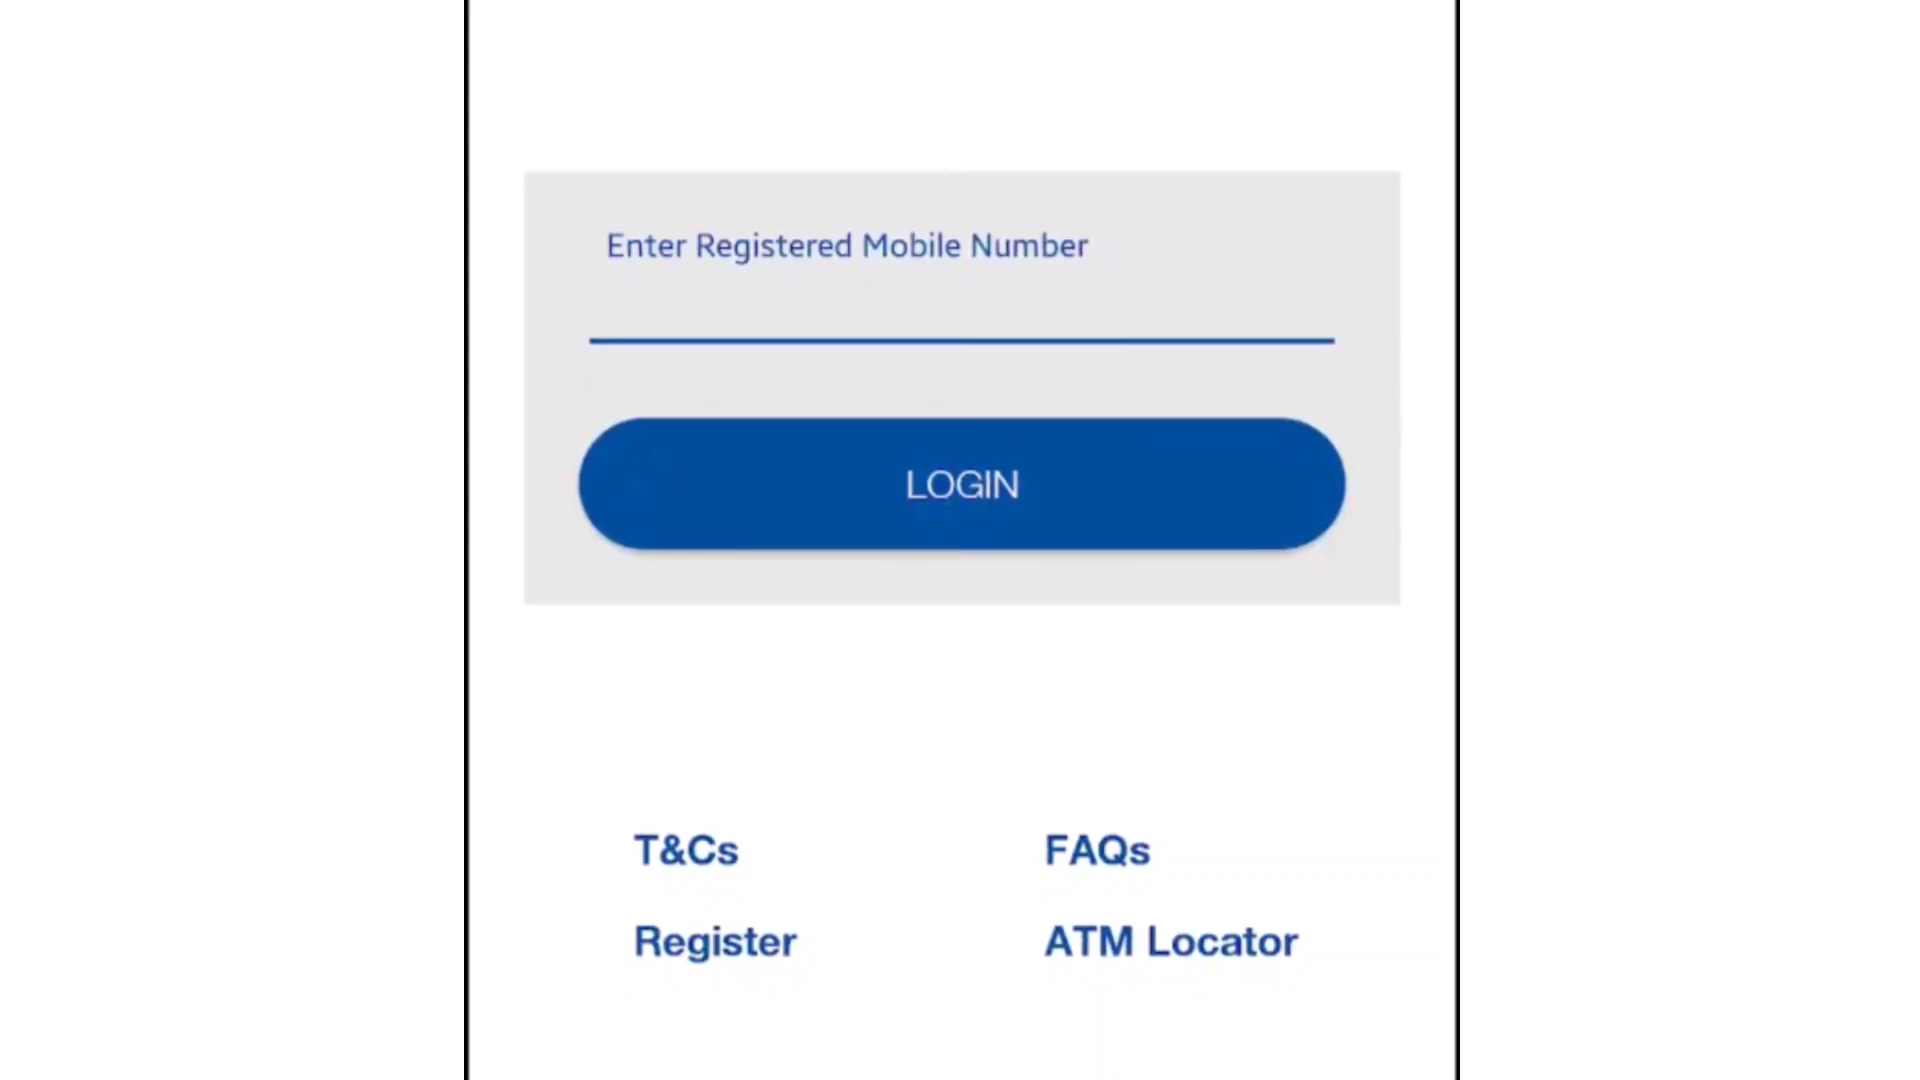 Enter Registered Mobile Number
LOGIN
T&Cs
FAQs
Register
ATM Locator